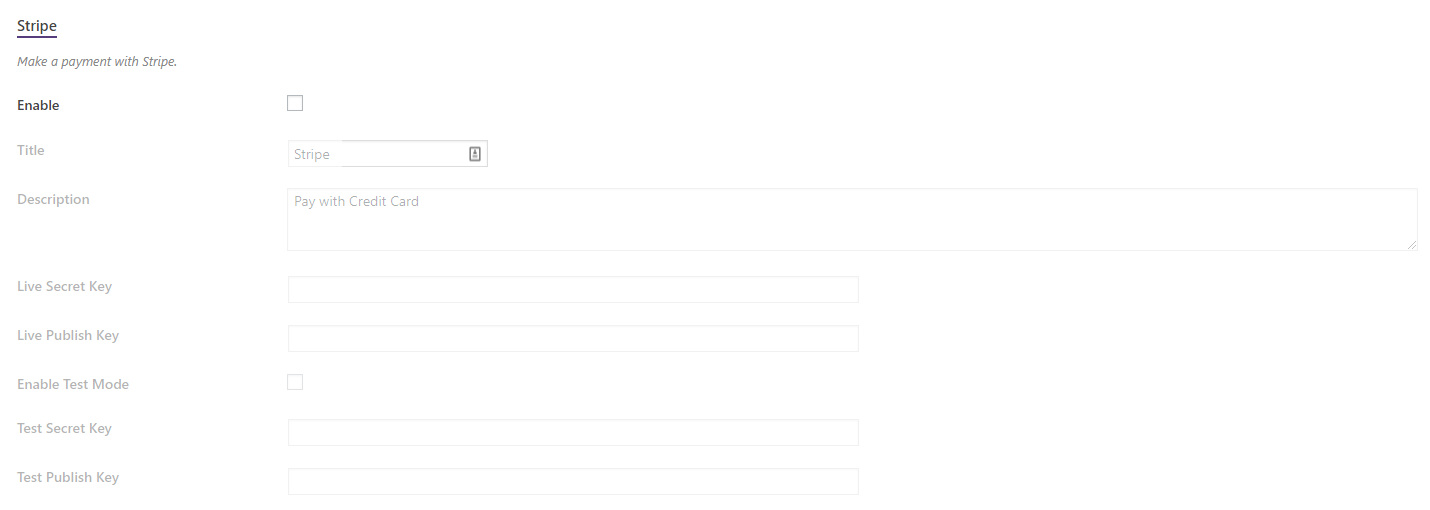 Stripe
Make a payment with Stripe.
Enable
Title
Stripe
Description
Pay with Credit Card
Live Secret Key
Live Publish Key
Enable Test Mode
Test Secret Key
Test Publish Key